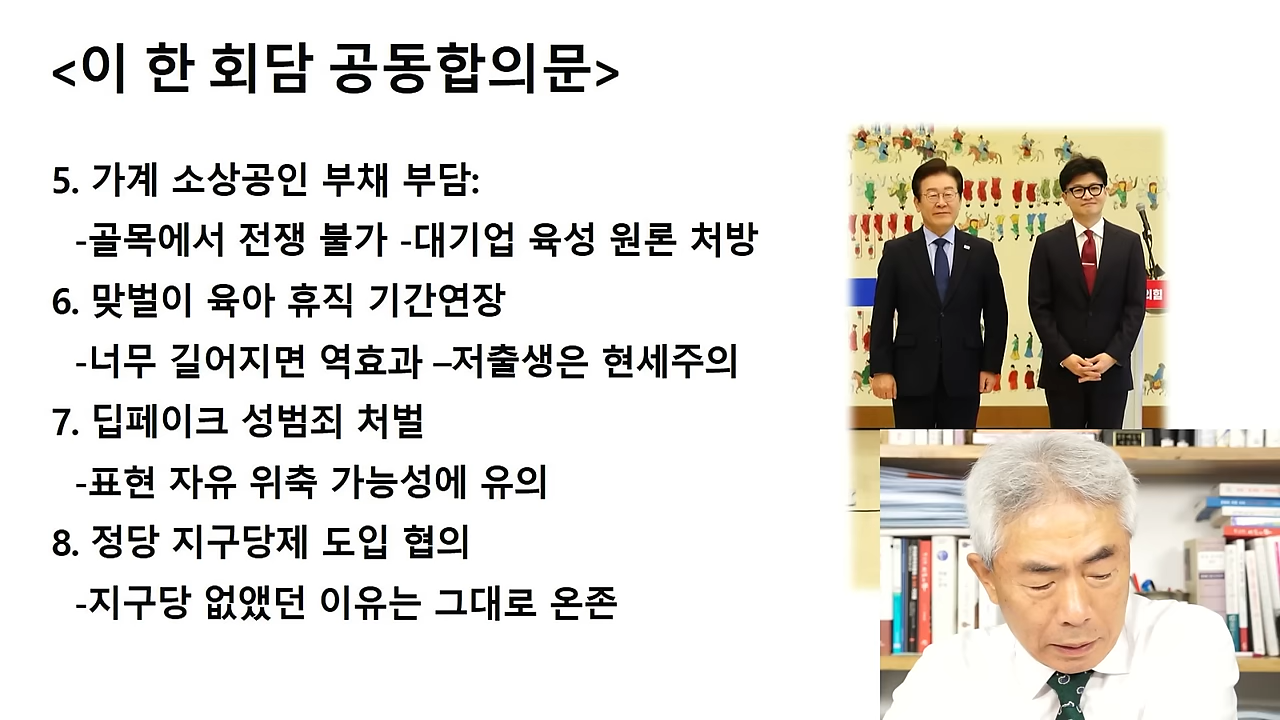 <이 한 회담 공동합의문>
5. 가계 소상공인 부채 부담:
-골목에서 전쟁 불가 -대기업 육성 원론 처방
6. 맞벌이 육아 휴직 기간연장
-너무 길어지면 역효과 –저출생은 현세주의
7. 딥페이크 성범죄 처벌
-표현 자유 위축 가능성에 유의
8. 정당 지구당제 도입 협의
-지구당 없앴던 이유는 그대로 온존
의힘